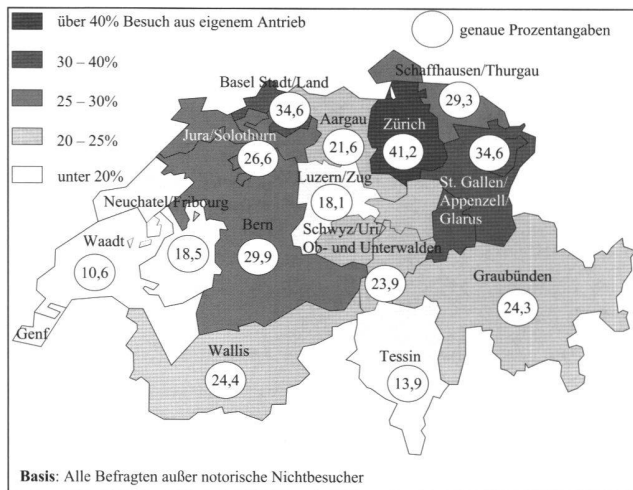 über 40% Besuch aus eigenem Antrieb
genaue Prozentangaben
30 – 40%
25 – 30%
20 – 25%
unter 20%
Schaffhausen/Thurgau
29,3
Basel Stadt/Land
34,6
Aargau
21,6
Zürich
41,2
34,6
St. Gallen/
Appenzell/
Glarus
Jura/Solothurn
26,6
Luzern/Zug
18,1
Neuchatel/Fribourg
18,5
Bern
29,9
Schwyz/Uri/
Ob- und Unterwalden
23,9
Waadt
10,6
Genf
Graubünden
24,3
Wallis
24,4
Tessin
13,9
Basis: Alle Befragten außer notorische Nichtbesucher